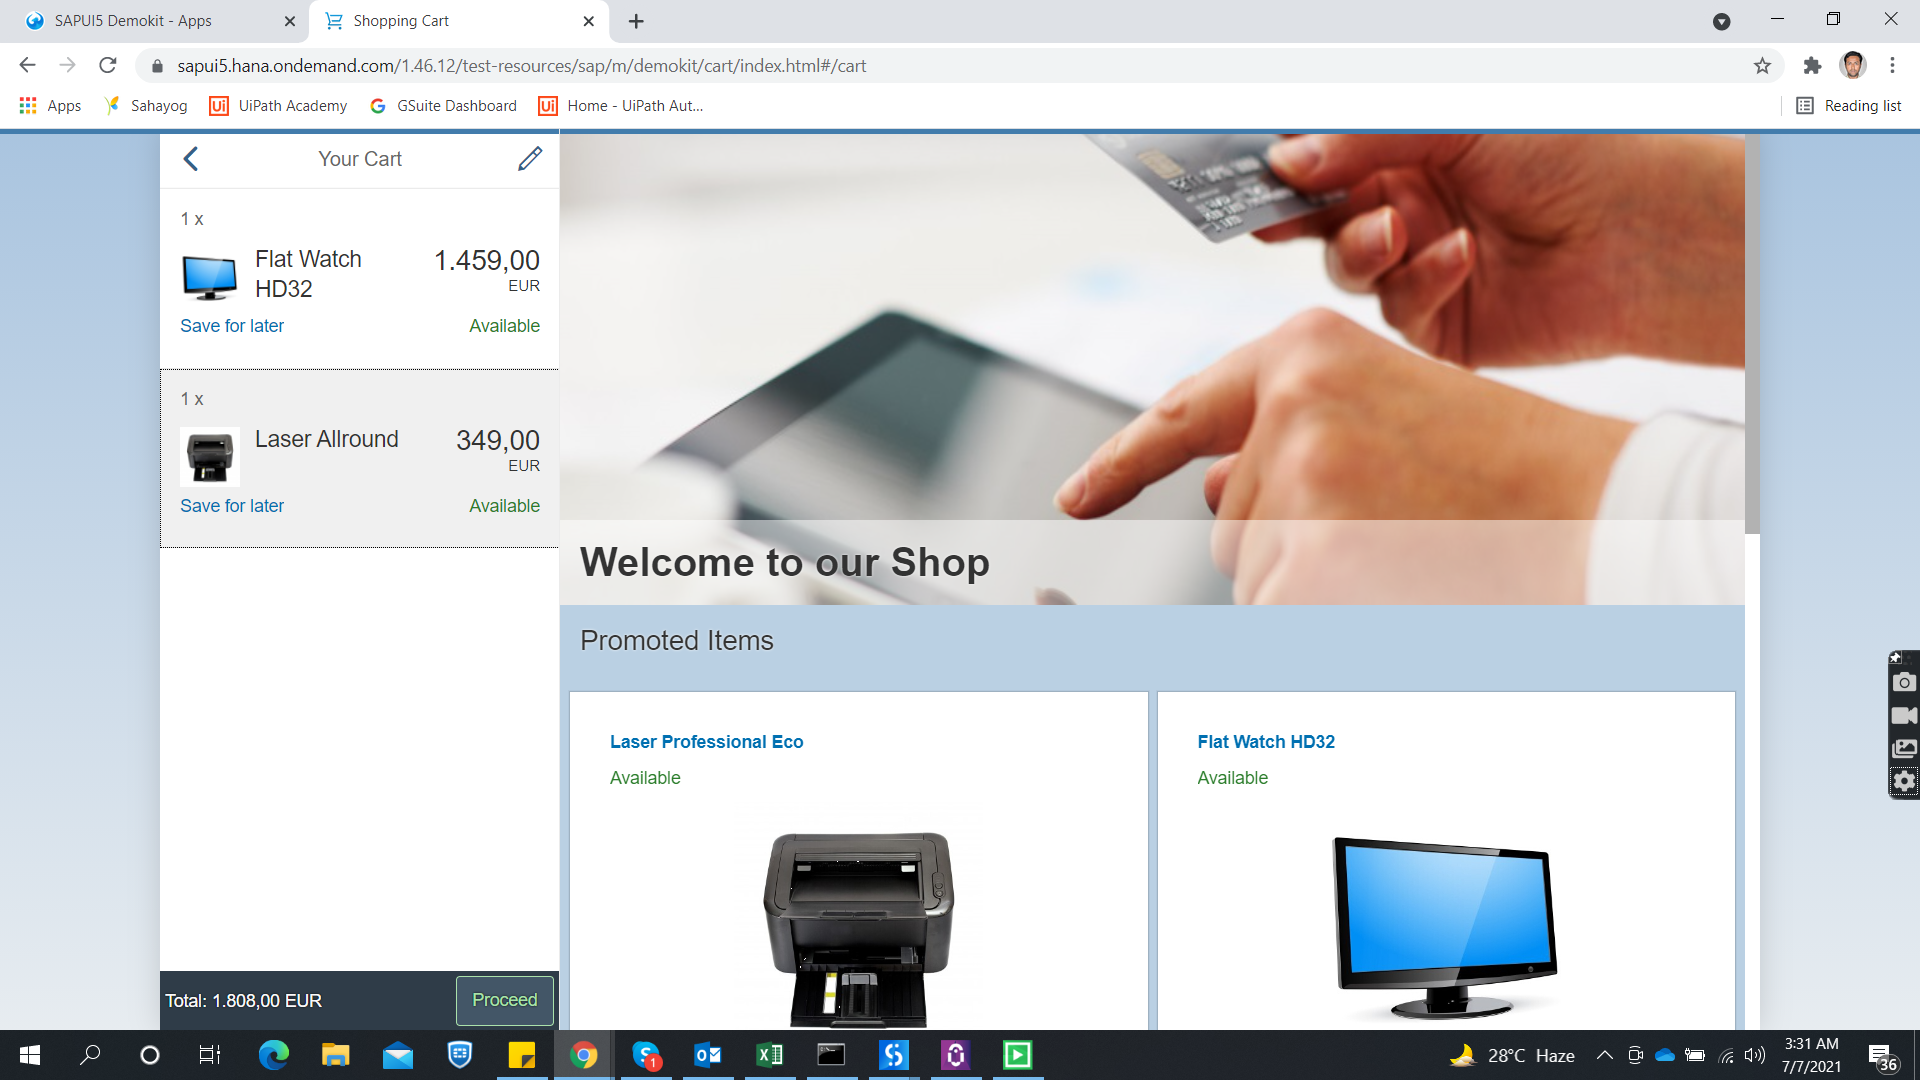 SAPUI5 Demokit - Apps
Shopping Cart
sapui5.hana.ondemand.com/1.46.12/test-resources/sap/m/demokit/cart/index.html#/cart
Apps
Sahayog
UiPath Academy
GSuite Dashboard
Home - UiPath Aut...
Reading list
Your Cart
1 x
Flat Watch HD32
1.459,00
EUR
Save for later
Available
1 x
Laser Allround
349,00
EUR
Save for later
Available
Total: 1.808,00 EUR
Proceed
Welcome to our Shop
Promoted Items
Laser Professional Eco
Available
Flat Watch HD32
Available
28°C Haze
3:31 AM
7/7/2021
36
1